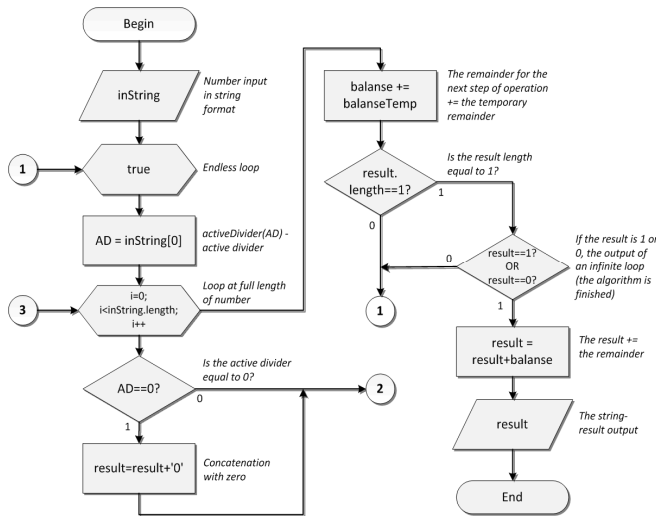 Begin
inString
Number input
in string
format
1
true
Endless loop
AD = inString[0]
activeDivider(AD) -
active divider
3
i=0;
i<inString.length;
i++
Loop at full length
of number
AD==0?
Is the active divider
equal to 0?
0
2
1
result=result+'0'
Concatenation
with zero
balanse +=
balanseTemp
The remainder for the
next step of operation
+= the temporary
remainder
result.
length==1?
Is the result length
equal to 1?
1
0
result==1?
OR
result==0?
0
If the result is 1 or
0, the output of
an infinite loop
(the algorithm is
finished)
1
1
result =
result+balanse
The result +=
the remainder
result
The string-
result output
End